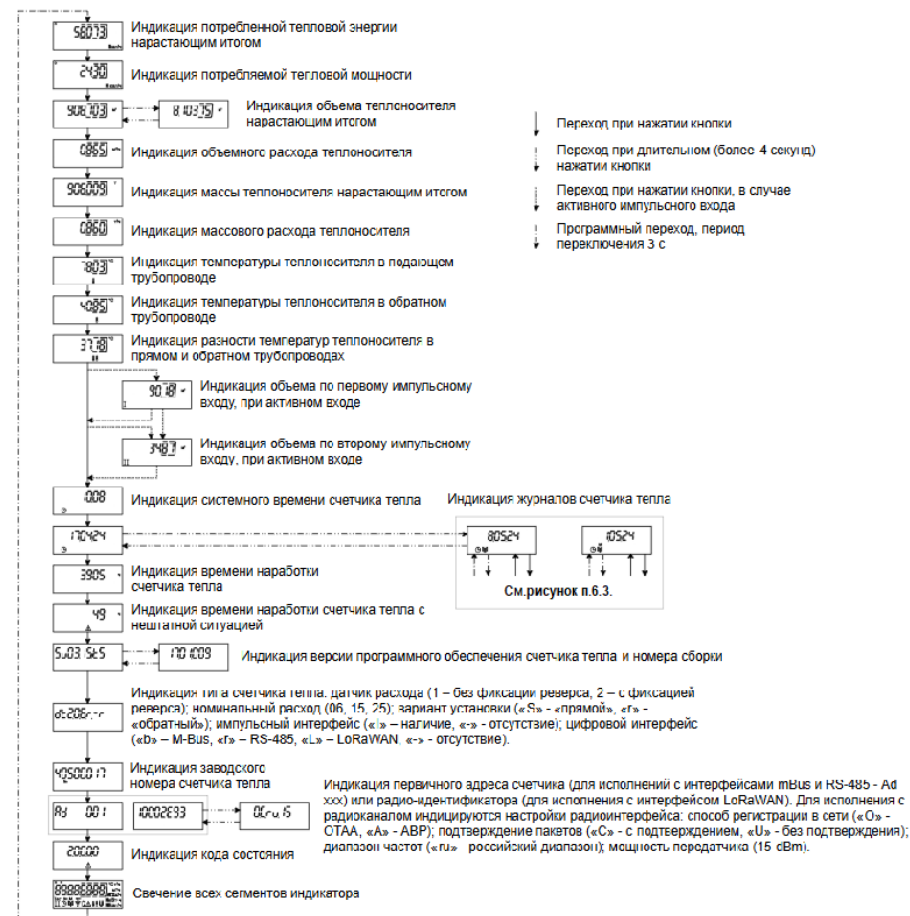 Индикация потребленной тепловой энергии
нарастающим итогом
Индикация потребляемой тепловой мощности
Индикация объема теплоносителя
нарастающим итогом
Индикация объемного расхода теплоносителя
Индикация массы теплоносителя нарастающим итогом
Индикация массового расхода теплоносителя
Индикация температуры теплоносителя в подающем
трубопроводе
Индикация температуры теплоносителя в обратном
трубопроводе
Индикация разности температур теплоносителя в
прямом и обратном трубопроводах
Переход при нажатии кнопки
Переход при длительном (более 4 секунд)
нажатии кнопки
Переход при нажатии кнопки, в случае
активного импульсного входа
Программный переход, период
переключения 3 с
Индикация объема по первому импульсному
входу, при активном входе
Индикация объема по второму импульсному
входу, при активном входе
Индикация системного времени счетчика тепла
Индикация журналов счетчика тепла
170424
80524
10524
См.рисунок п.6.3.
Индикация времени наработки
счетчика тепла
3905
Индикация времени наработки счетчика тепла с
нештатной ситуацией
49
Индикация версии программного обеспечения счетчика тепла и номера сборки
Индикация типа счетчика тепла: датчик расхода (1 – без фиксации реверса, 2 – с фиксацией
реверса); номинальный расход (06, 15, 25); вариант установки («S» - «прямой», «r» -
«обратный»); импульсный интерфейс («i» – наличие, «-» - отсутствие); цифровой интерфейс
(«b» – M-Bus, «r» – RS-485, «L» – LoRaWAN, «-» - отсутствие).
Индикация заводского
номера счетчика тепла
Ad 001
Индикация первичного адреса счетчика (для исполнений с интерфейсами mBus и RS-485 - Ad
xxx) или радио-идентификатора (для исполнения с интерфейсом LoRaWAN). Для исполнения с
радиоканалом индицируются настройки радиоинтерфейса: способ регистрации в сети («О» -
OTAA, «A» - ABP); подтверждение пакетов («C» - с подтверждением, «U» - без подтверждения);
диапазон частот («ru» российский диапазон); мощность передатчика (15 dBm).
Индикация кода состояния
Свечение всех сегментов индикатора